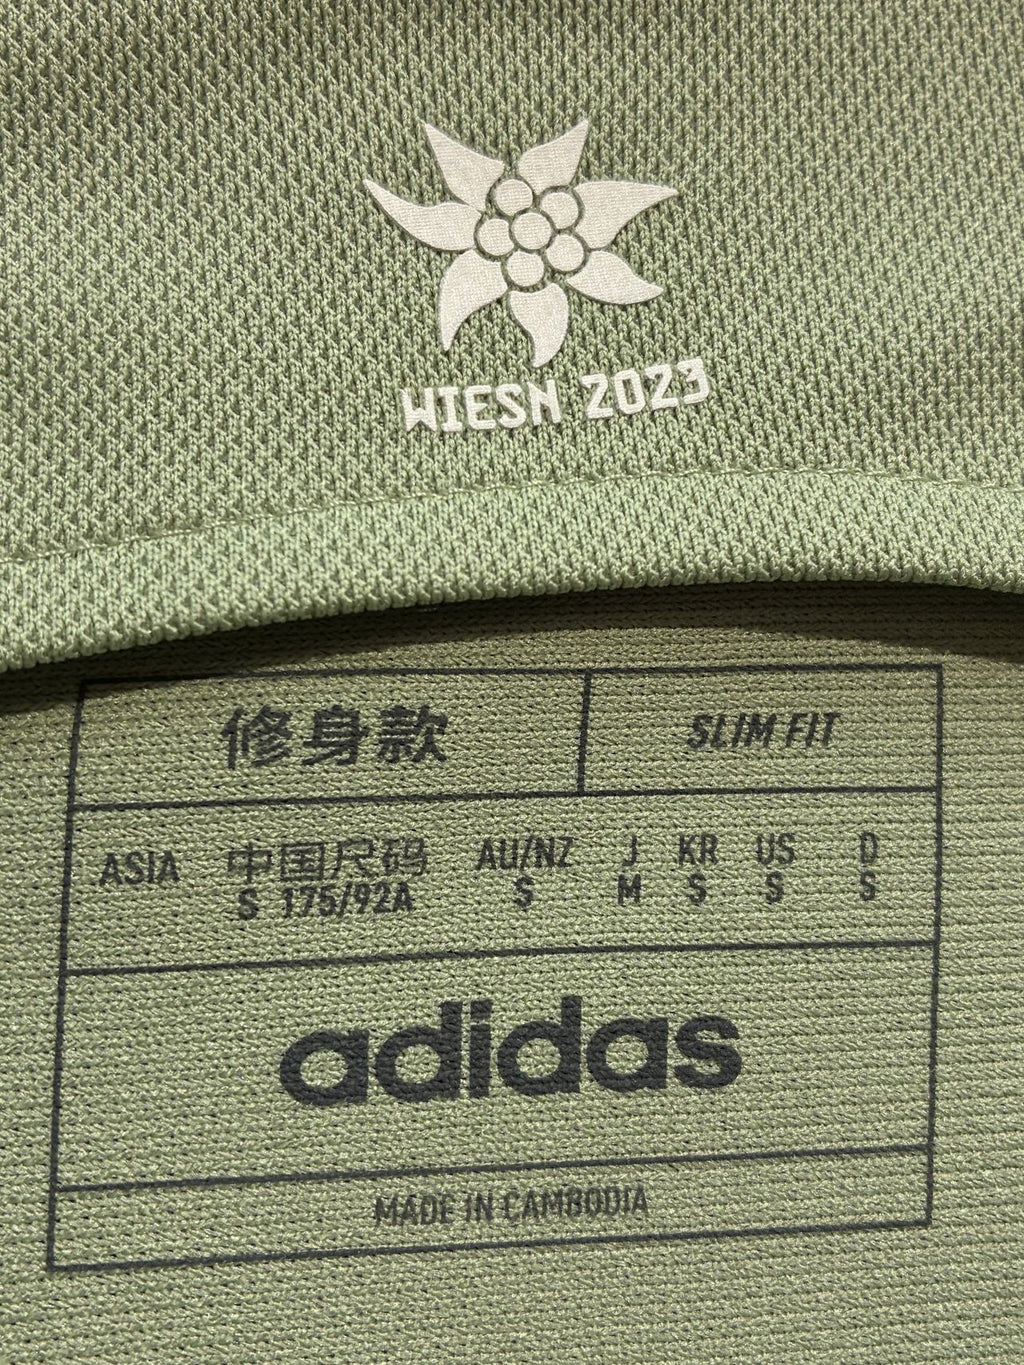 WIESN 2023
修身款
SLIM FIT
ASIA 中国尺码 AU/NZ J KR US D
S 175/92A S M S S S
adidas
MADE IN CAMBODIA